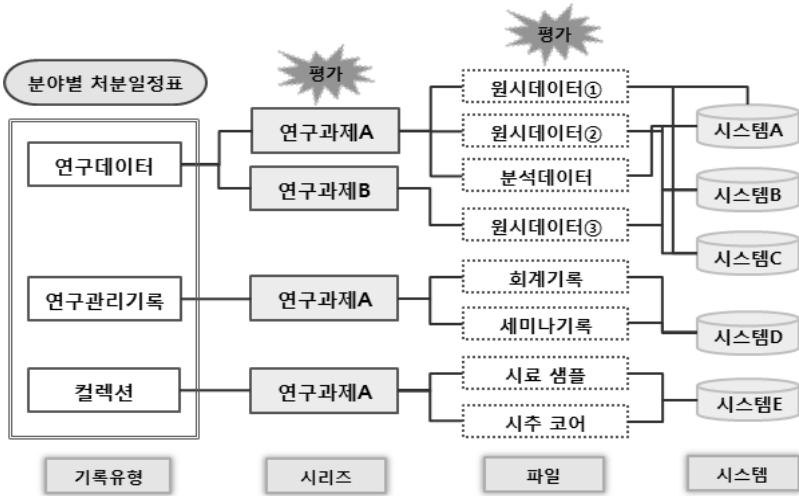 평가
평가
분야별 처분일정표
원시데이터①
연구과제A
원시데이터②
시스템A
연구데이터
분석데이터
연구과제B
시스템B
원시데이터③
시스템C
회계기록
연구관리기록
연구과제A
세미나기록
시스템D
시료 샘플
컬렉션
연구과제A
시스템E
시추 코어
기록유형
시리즈
파일
시스템